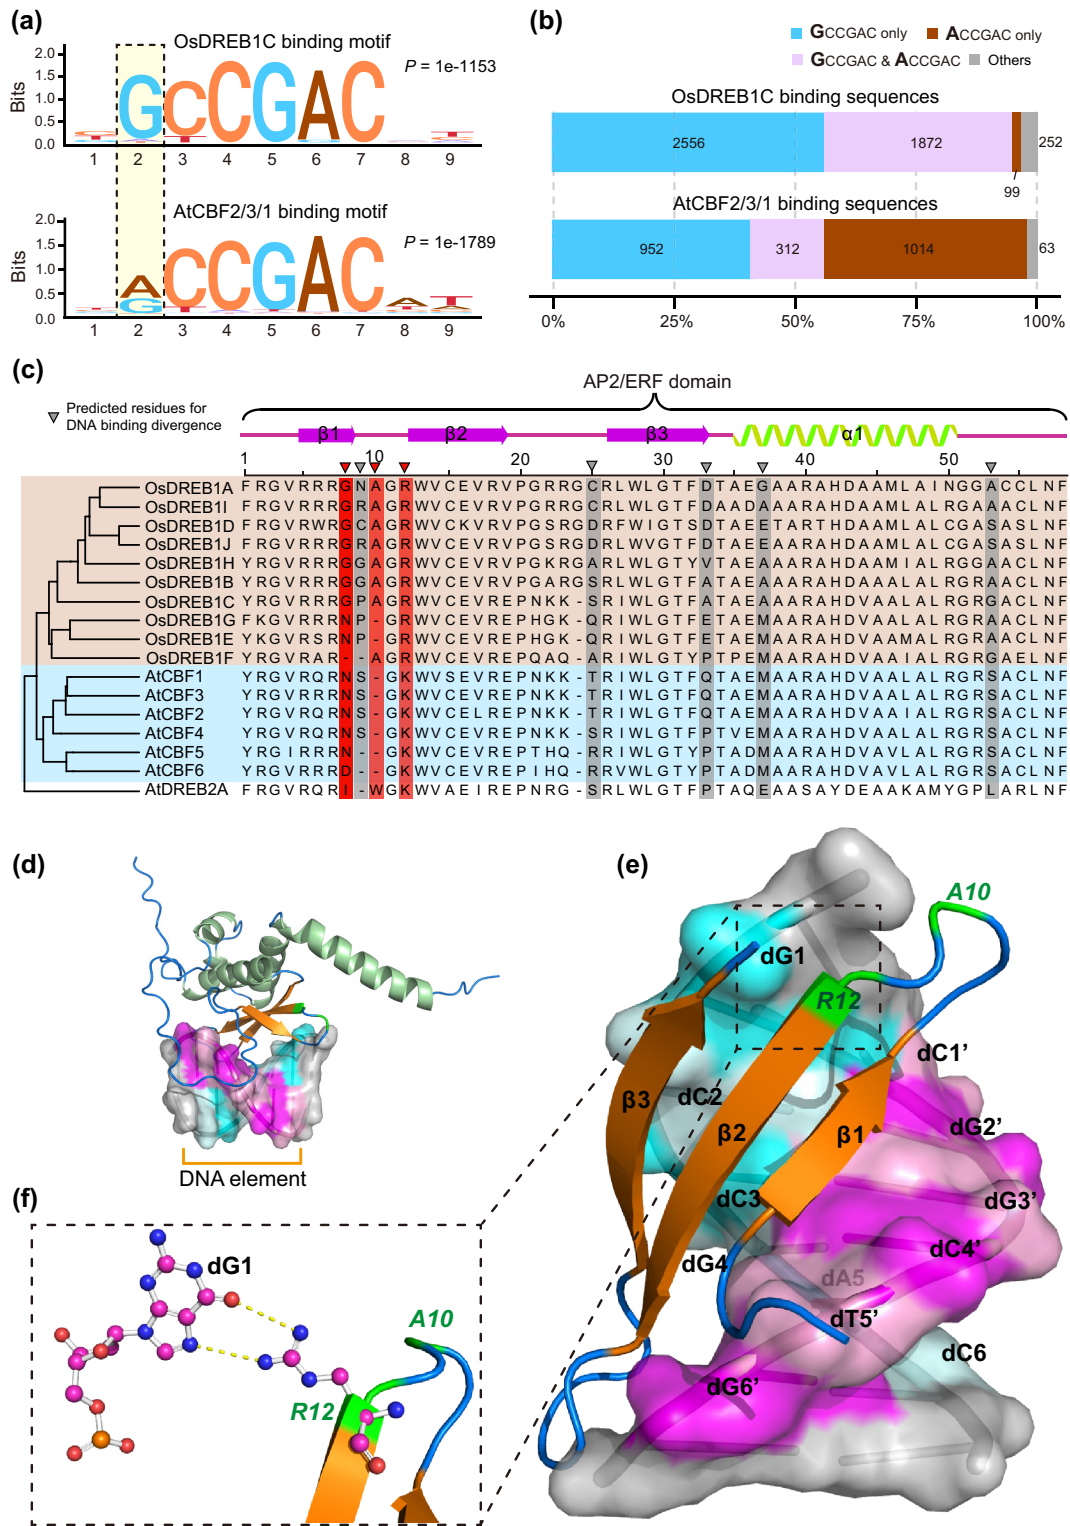 (a)
OsDREB1C binding motif
P = 1e-1153
Bits
2.0
1.5
1.0
0.5
0.0
GCCGAC
1 2 3 4 5 6 7 8 9
AtCBF2/3/1 binding motif
P = 1e-1789
Bits
2.0
1.5
1.0
0.5
0.0
A
G
CCGAC
A
T
1 2 3 4 5 6 7 8 9
(b)
GCCGAC only
ACCGAC only
GCCGAC & ACCGAC
Others
OsDREB1C binding sequences
2556 1872 252
99
AtCBF2/3/1 binding sequences
952 312 1014 63
0% 25% 50% 75% 100%
(c)
AP2/ERF domain
Predicted residues for
DNA binding divergence
β1 β2 β3 α1
1 10 20 30 40 50
OsDREB1A FRGVRRRGNAGRWVCEVRVPGRRGCRLWLGTFDTAEGAARAHDAAMLAINGGACCLNF
OsDREB1I FRGVRRRGRAGRWVCEVRVPGRRGCRLWLGTFDAADAAARAHDAAMLALRGAACLNF
OsDREB1D FRGVRWRGCAGRWVCKVRVPGSRGDRFWIGTSDTAEETARTHDAAMLALCGASASLNF
OsDREB1J FRGVRRRGRAGRWVCEVRVPGSRGDRLWVGTFDTAEEAARAHDAAMLALCGASASLNF
OsDREB1H YRGVRRRGGAGRWVCEVRVPGKRGARLWLGTYVTAEAAARAHDAAMIALRGGAACLNF
OsDREB1B YRGVRRRGGAGRWVCEVRVPGARGSRLWLGTFATAEAAARAHDAAVLALRGRAACLNF
OsDREB1C YRGVRRRGPAGRWVCEVREPNKK-SRIWLGTFATAEAAARAHDVAALALRGRGACLNF
OsDREB1G FRGVRRRNP-GRWVCEVREPHGK-QRIWLGTFETAEMAARAHDVAALALRGRAACLNF
OsDREB1E YKGVRSRNP-GRWVCEVREPHGK-QRIWLGTFETAEMAARAHDVAAMALRGRAACLNF
OsDREB1F YRGVRAR--AGRWVCEVREPQAQ-ARIWLGTYPTPEMAARAHDVAAIALRGRGAELNF
AtCBF1 YRGVRQRNS-GKWVSEVREPNKK-TRIWLGTFQTAEMAARAHDVAALALRGRSACLNF
AtCBF3 YRGVRRRNS-GKWVCEVREPNKK-TRIWLGTFQTAEMAARAHDVAALALRGRSACLNF
AtCBF2 YRGVRQRNS-GKWVCELREPNKK-TRIWLGTFQTAEMAARAHDVAAIALRGRSACLNF
AtCBF4 YRGVRQRNS-GKWVCEVREPNKK-SRIWLGTFPTVEMAARAHDVAALALRGRSACLNF
AtCBF5 YRGIRRRN--GKWVCEVREPTHQ-RRIWLGTYPTADMAARAHDVAVLALRGRSACLNF
AtCBF6 YRGVRRRD--GKWVCEVREPIHQ-RRVWLGTYPTADMAARAHDVAVLALRGRSACLNF
AtDREB2A FRGVRQRI-WGKWVAEIREPNRG-SRLWLGTFPTAQEAASAYDEAAKAMYGPLARLNF
(d)
DNA element
(e)
A10
dG1
R12
dC1’
β3
dC2
β2
β1
dG2’
dC3
dG3’
dG4
dC4’
dA5
dT5’
dC6
dG6’
(f)
dG1
A10
R12